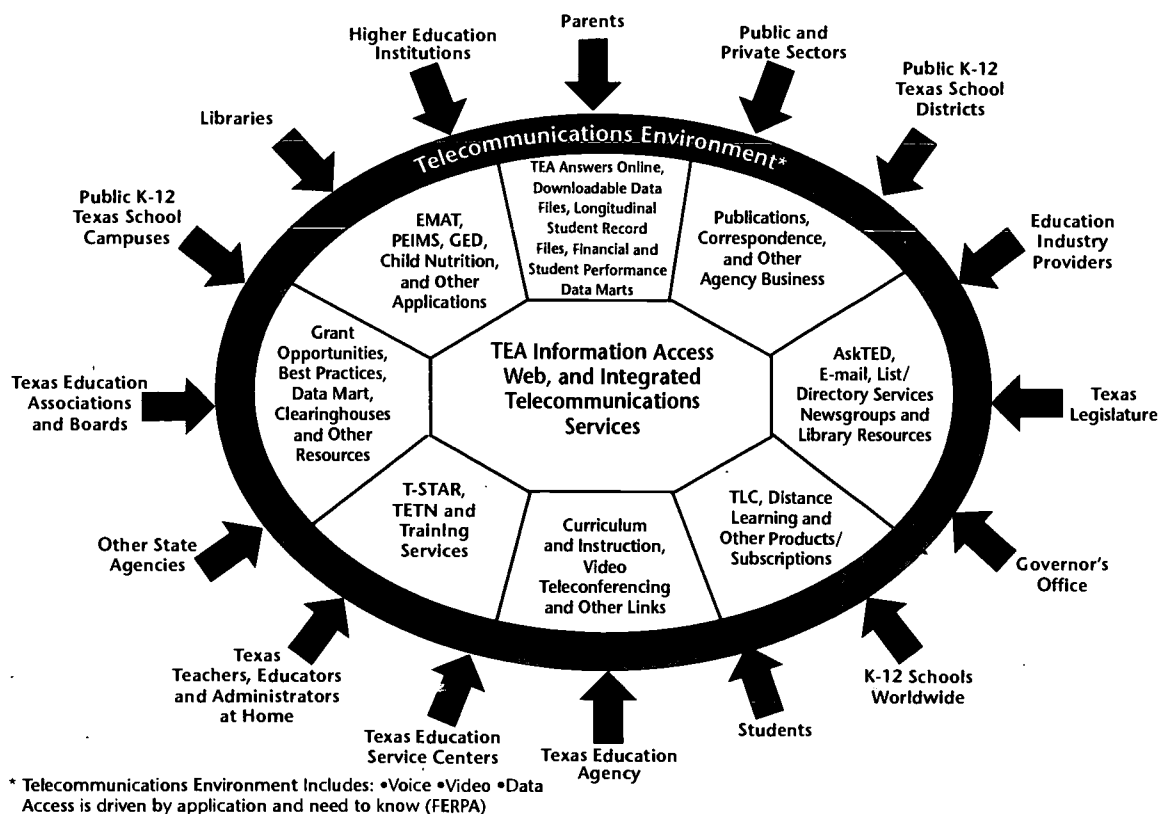 Parents
Higher Education
Institutions
Public and
Private Sectors
Public K-12
Texas School
Districts
Libraries
Telecommunications Environment*
Public K-12
Texas School
Campuses
Education
Industry
Providers
TEA Answers Online,
Downloadable Data
Files, Longitudinal
Student Record
Files, Financial and
Student Performance
Data Marts
EMAT,
PEIMS, GED,
Child Nutrition,
and Other
Applications
Publications,
Correspondence,
and Other
Agency Business
Grant
Opportunities,
Best Practices,
Data Mart,
Clearinghouses
and Other
Resources
TEA Information Access
Web, and Integrated
Telecommunications
Services
AskTED,
E-mail, List/
Directory Services
Newsgroups and
Library Resources
Texas Education
Associations
and Boards
Texas
Legislature
T-STAR,
TETN and
Training
Services
Curriculum
and Instruction,
Video
Teleconferencing
and Other Links
TLC, Distance
Learning and
Other Products/
Subscriptions
Other State
Agencies
Governor's
Office
Texas
Teachers, Educators
and Administrators
at Home
K-12 Schools
Worldwide
Texas Education
Service Centers
Texas Education
Agency
Students
* Telecommunications Environment Includes: •Voice •Video •Data
Access is driven by application and need to know (FERPA)